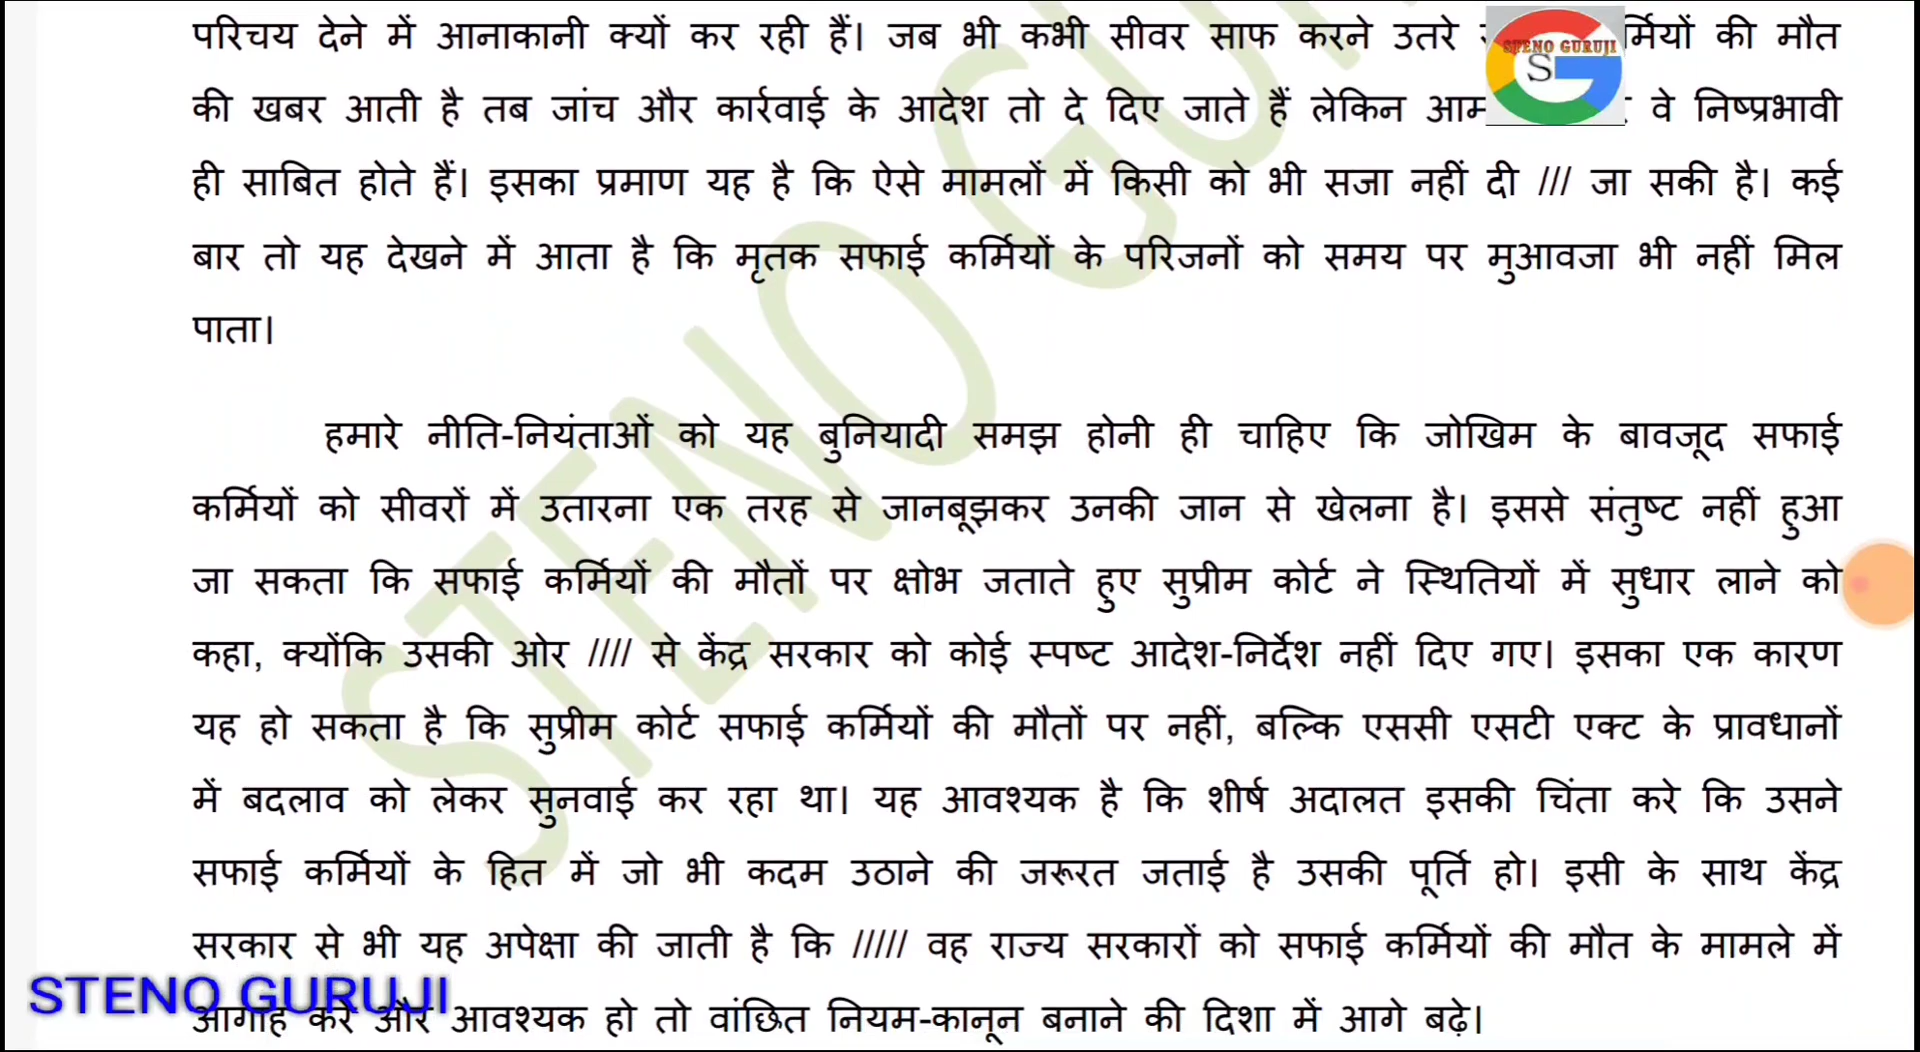 परिचय देने में आनाकानी क्यों कर रही हैं। जब भी कभी सीवर साफ करने उतरे र्मियों की मौत
STENO GURUJI
S
की खबर आती है तब जांच और कार्रवाई के आदेश तो दे दिए जाते हैं लेकिन आम वे निष्प्रभावी
ही साबित होते हैं। इसका प्रमाण यह है कि ऐसे मामलों में किसी को भी सजा नहीं दी /// जा सकी है। कई
बार तो यह देखने में आता है कि मृतक सफाई कर्मियों के परिजनों को समय पर मुआवजा भी नहीं मिल
पाता।
हमारे नीति-नियंताओं को यह बुनियादी समझ होनी ही चाहिए कि जोखिम के बावजूद सफाई
कर्मियों को सीवरों में उतारना एक तरह से जानबूझकर उनकी जान से खेलना है। इससे संतुष्ट नहीं हुआ
जा सकता कि सफाई कर्मियों की मौतों पर क्षोभ जताते हुए सुप्रीम कोर्ट ने स्थितियों में सुधार लाने को
कहा, क्योंकि उसकी ओर //// से केंद्र सरकार को कोई स्पष्ट आदेश-निर्देश नहीं दिए गए। इसका एक कारण
यह हो सकता है कि सुप्रीम कोर्ट सफाई कर्मियों की मौतों पर नहीं, बल्कि एससी एसटी एक्ट के प्रावधानों
में बदलाव को लेकर सुनवाई कर रहा था। यह आवश्यक है कि शीर्ष अदालत इसकी चिंता करे कि उसने
सफाई कर्मियों के हित में जो भी कदम उठाने की जरूरत जताई है उसकी पूर्ति हो। इसी के साथ केंद्र
सरकार से भी यह अपेक्षा की जाती है कि ///// वह राज्य सरकारों को सफाई कर्मियों की मौत के मामले में
STENO GURUJI
आगाह करे और आवश्यक हो तो वांछित नियम-कानून बनाने की दिशा में आगे बढ़े।
STENO GU